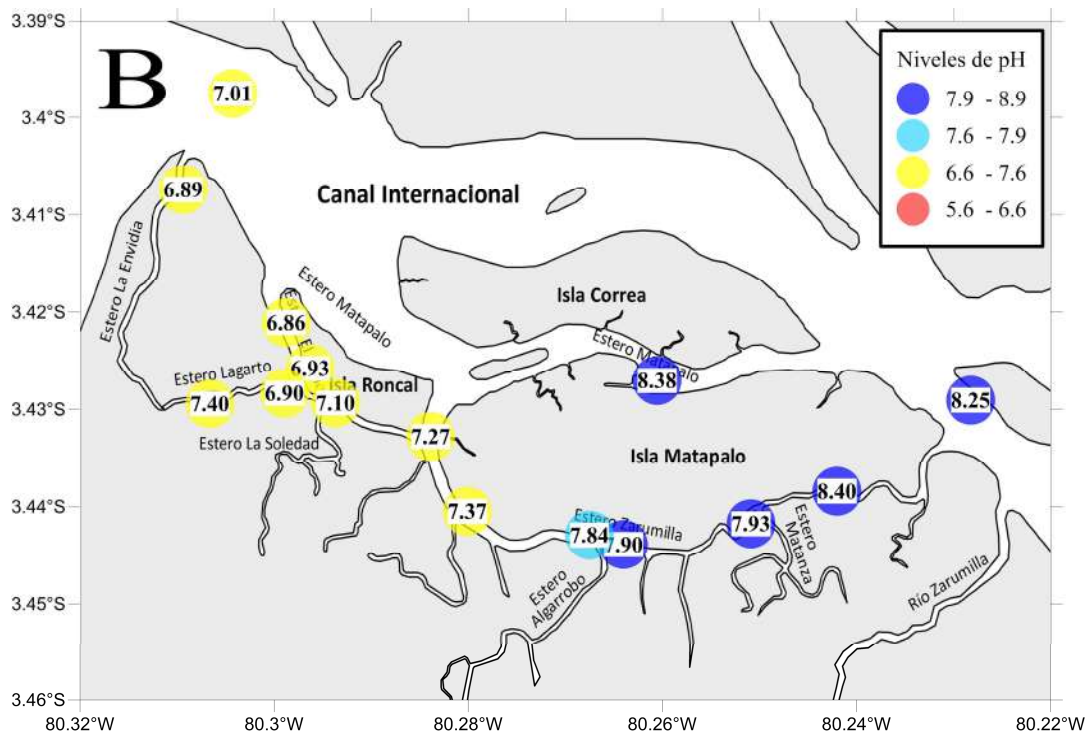 3.39°S
3.4°S
3.41°S
3.42°S
3.43°S
3.44°S
3.45°S
3.46°S
80.32°W
80.3°W
80.28°W
80.26°W
80.24°W
80.22°W
B
Niveles de pH
7.9 - 8.9
7.6 - 7.9
6.6 - 7.6
5.6 - 6.6
7.01
6.89
Canal Internacional
Estero La Envidia
Estero Matapalo
Isla Correa
6.86
Estero Matapalo
6.93
Estero Lagarto
Isla Roncal
8.38
6.90
7.40
7.10
8.25
7.27
Estero La Soledad
Isla Matapalo
8.40
7.37
Estero Zarumilla
7.93
Estero Matanza
7.84
7.90
Estero
Algarrobo
Río Zarumilla